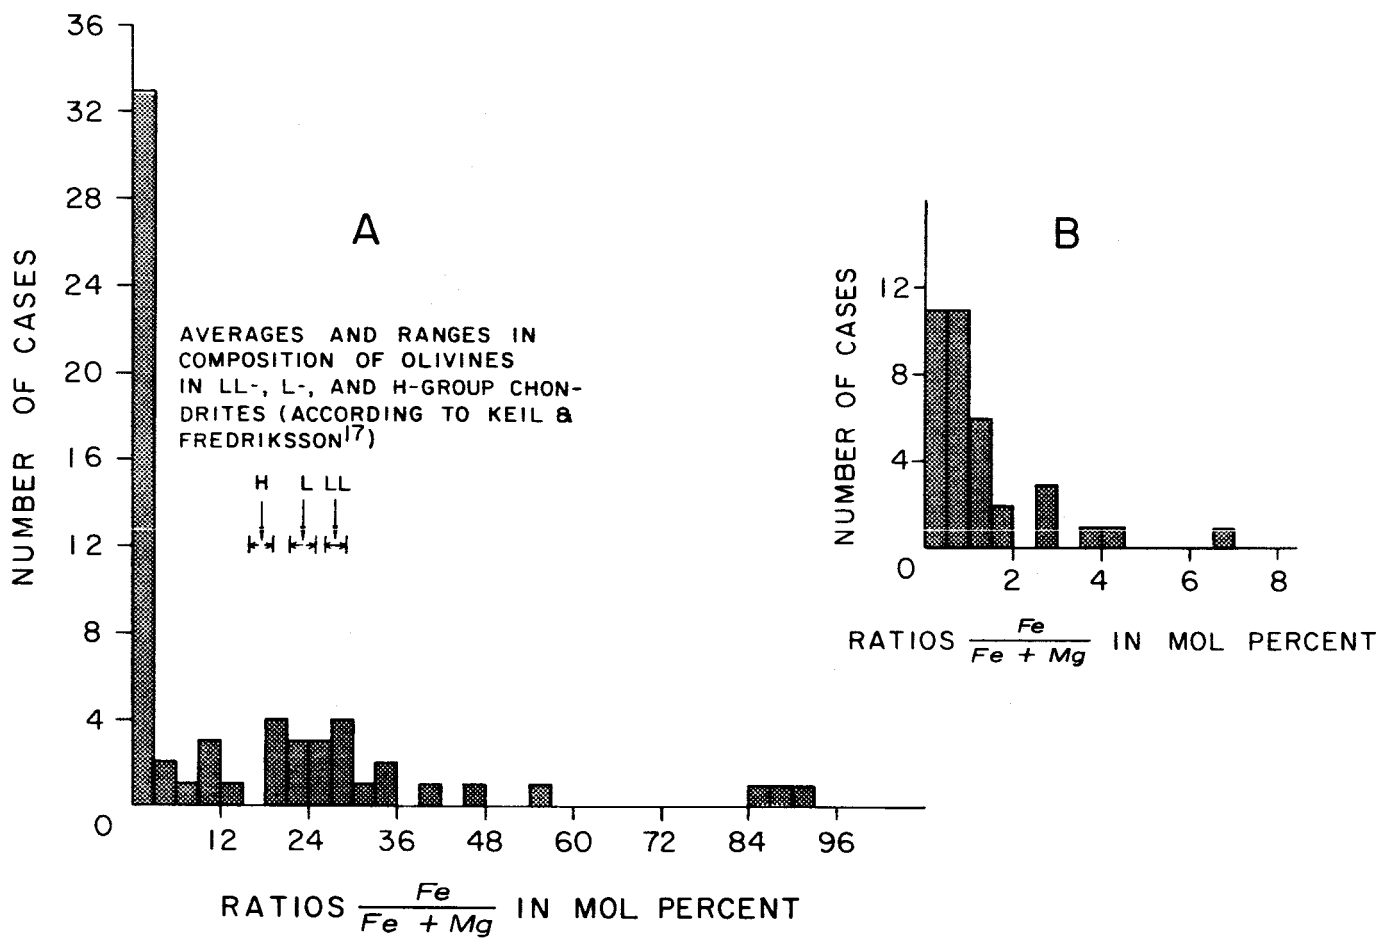 36
32
28
24
20
16
12
8
4
0
NUMBER OF CASES
A
AVERAGES AND RANGES IN
COMPOSITION OF OLIVINES
IN LL-, L-, AND H-GROUP CHON-
DRITES (ACCORDING TO KEIL &
FREDRIKSSON17)
H L LL
12 24 36 48 60 72 84 96
RATIOS Fe / Fe + Mg IN MOL PERCENT
B
12
8
4
0
NUMBER OF CASES
2 4 6 8
RATIOS Fe / Fe + Mg IN MOL PERCENT